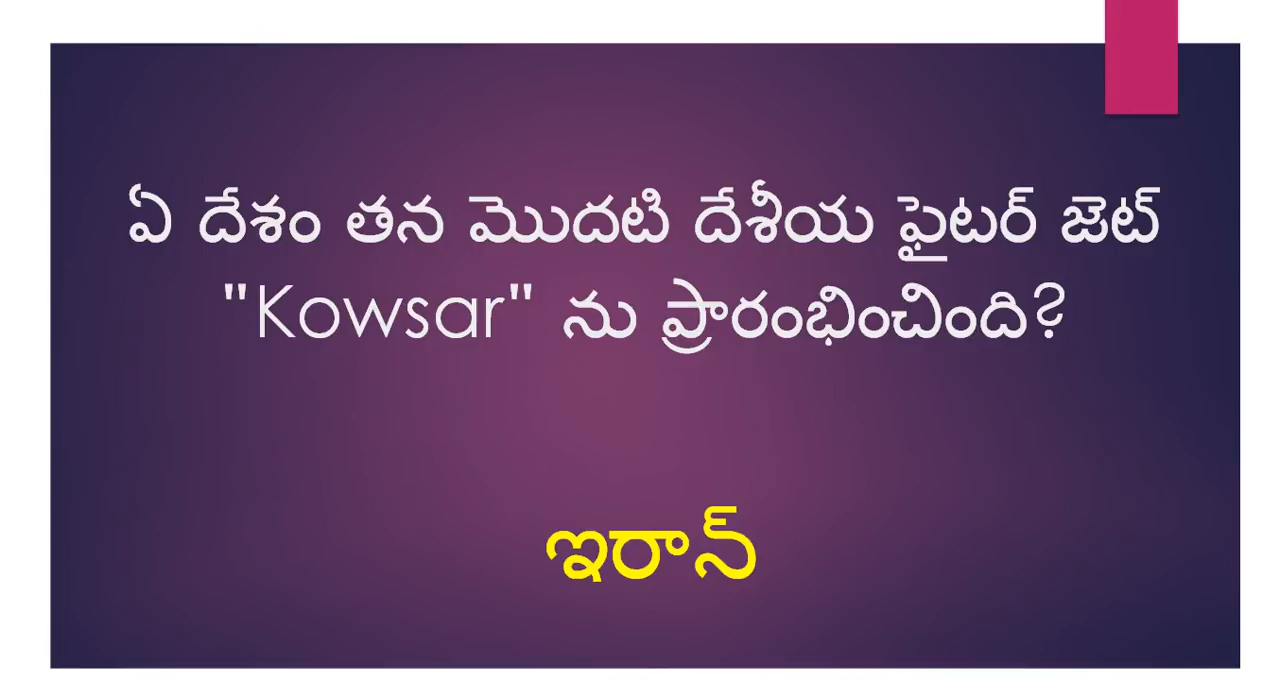 ఏ దేశం తన మొదటి దేశీయ ఫైటర్ జెట్
"Kowsar" ను ప్రారంభించింది?
ఇరాన్